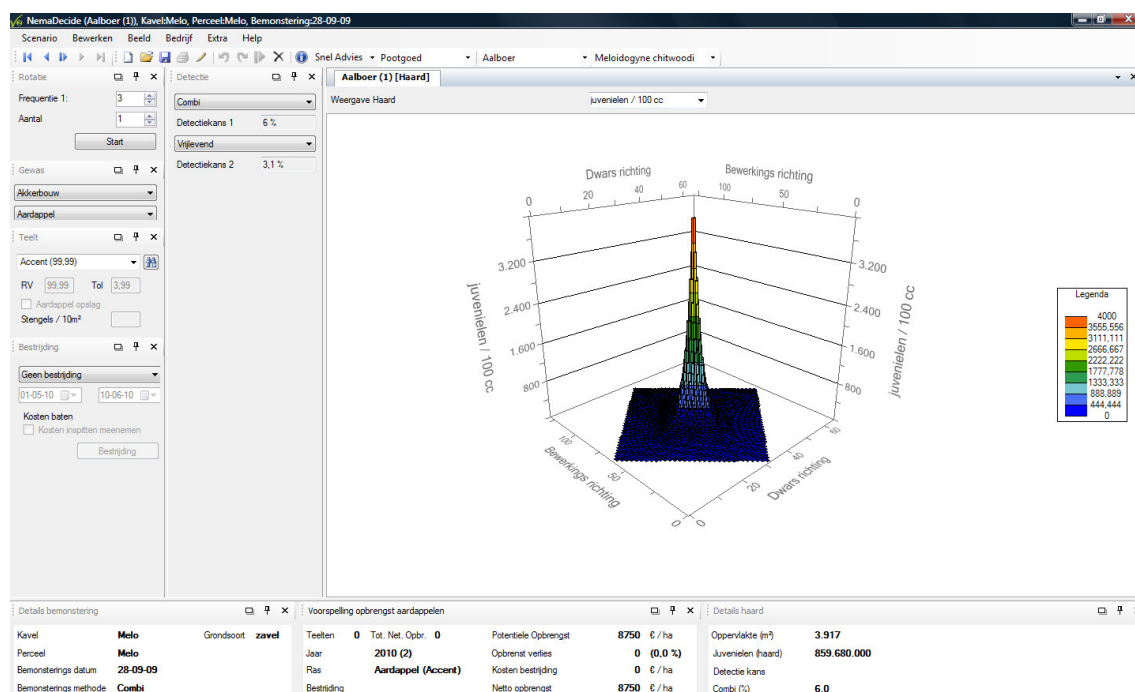 NemaDecide (Aalboer (1)), Kavel:Melo, Perceel:Melo, Bemonstering:28-09-09
Scenario Bewerken Beeld Bedrijf Extra Help
Snel Advies Pootgoed Aalboer Meloidogyne chitwoodi
Rotatie
Frequentie 1: 3
Aantal 1
Start
Gewas
Akkerbouw
Aardappel
Teelt
Accent (99,99)
RV 99,99 Tol 3,99
Aardappel opslag
Stengels / 10m²
Bestrijding
Geen bestrijding
01-05-10 10-06-10
Kosten baten
Kosten inspitten meenemen
Bestrijding
Detectie
Combi
Detectiekans 1 6 %
Vrijlevend
Detectiekans 2 3,1 %
Aalboer (1) [Haard]
Weergave Haard juvenielen / 100 cc
Dwars richting Bewerkings richting
0 20 40 60 100 50 0
3.200 3.200
2.400 2.400
1.600 1.600
800 800
juvenielen / 100 cc juvenielen / 100 cc
100 50 0
Bewerkings richting
0 20 40 60
Dwars richting
Legenda
4000
3555,556
3111,111
2666,667
2222,222
1777,778
1333,333
888,889
444,444
0
Details bemonstering
Kavel Melo Grondsoort zavel
Perceel Melo
Bemonsterings datum 28-09-09
Bemonsterings methode Combi
Voorspelling opbrengst aardappelen
Teelten 0 Tot. Net. Opbr. 0 Potentiele Opbrengst 8750 € / ha
Jaar 2010 (2) Opbrenst verlies 0 (0,0 %)
Ras Aardappel (Accent) Kosten bestrijding 0 € / ha
Bestrijding Netto opbrengst 8750 € / ha
Details haard
Oppervlakte (m²) 3.917
Juvenielen (haard) 859.680.000
Detectie kans
Combi (%) 6,0